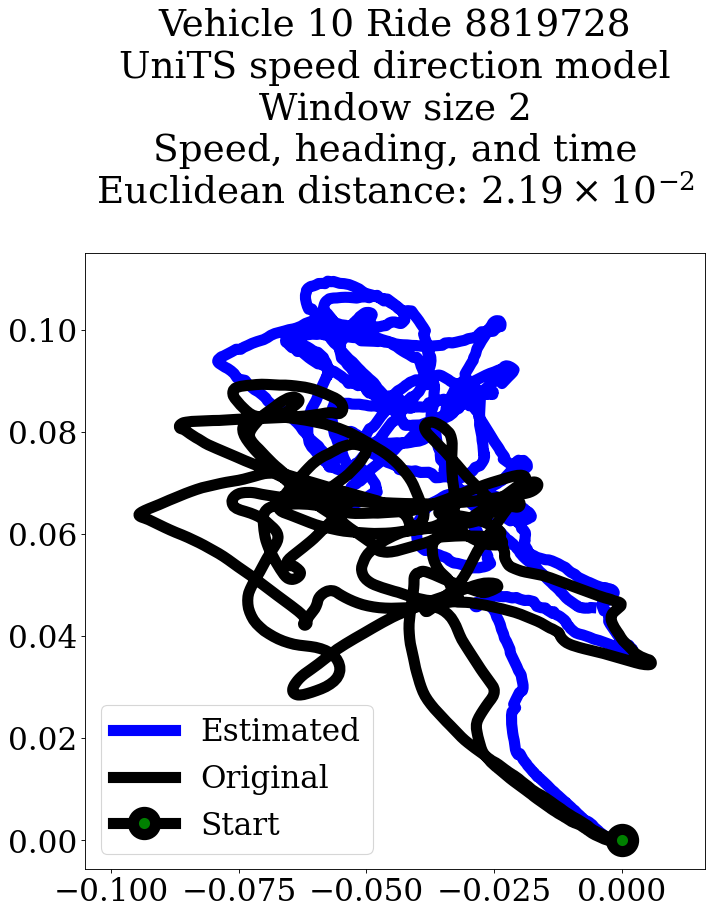 Vehicle 10 Ride 8819728
UniTS speed direction model
Window size 2
Speed, heading, and time
Euclidean distance: 2.19 × 10⁻²
0.10
0.08
0.06
0.04
0.02
0.00
Estimated
Original
Start
−0.100 −0.075 −0.050 −0.025 0.000